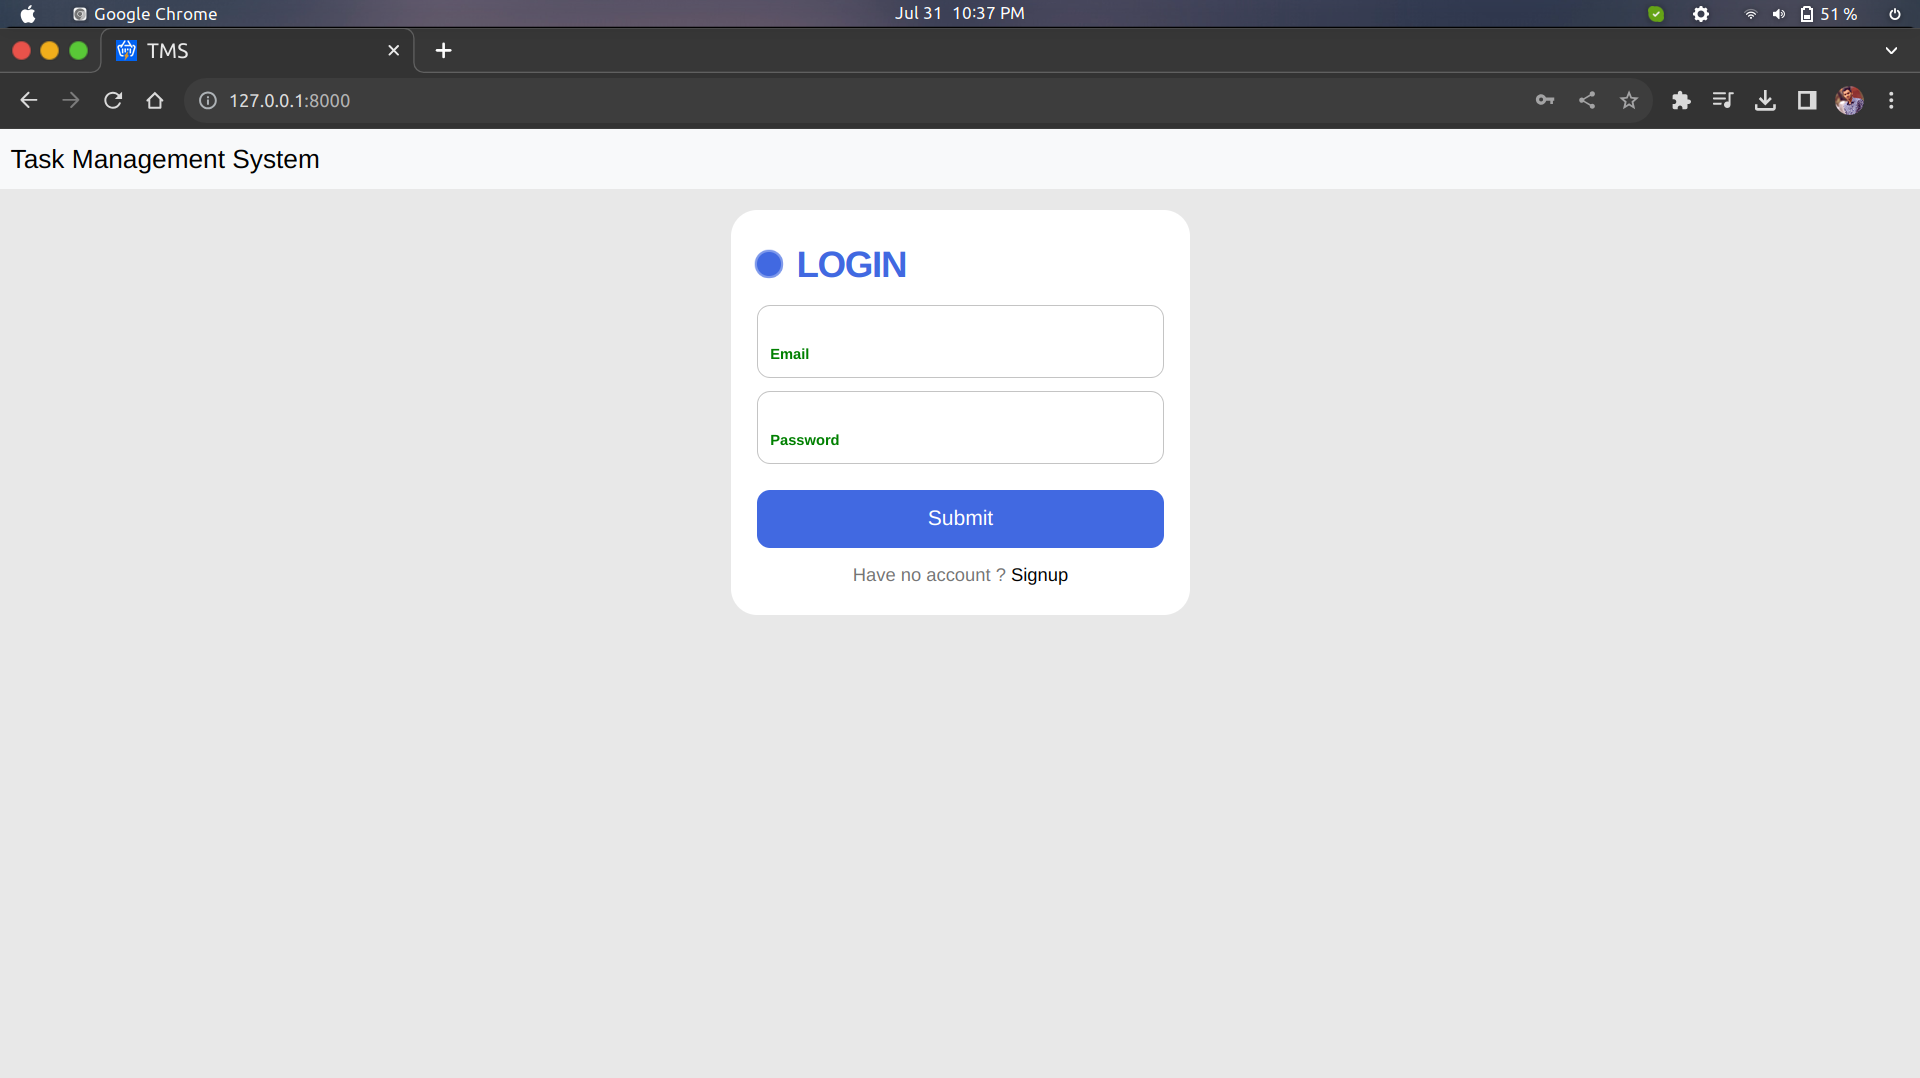 Google Chrome
Jul 31 10:37 PM
51 %
TMS
127.0.0.1:8000
Task Management System
LOGIN
Email
Password
Submit
Have no account ? Signup